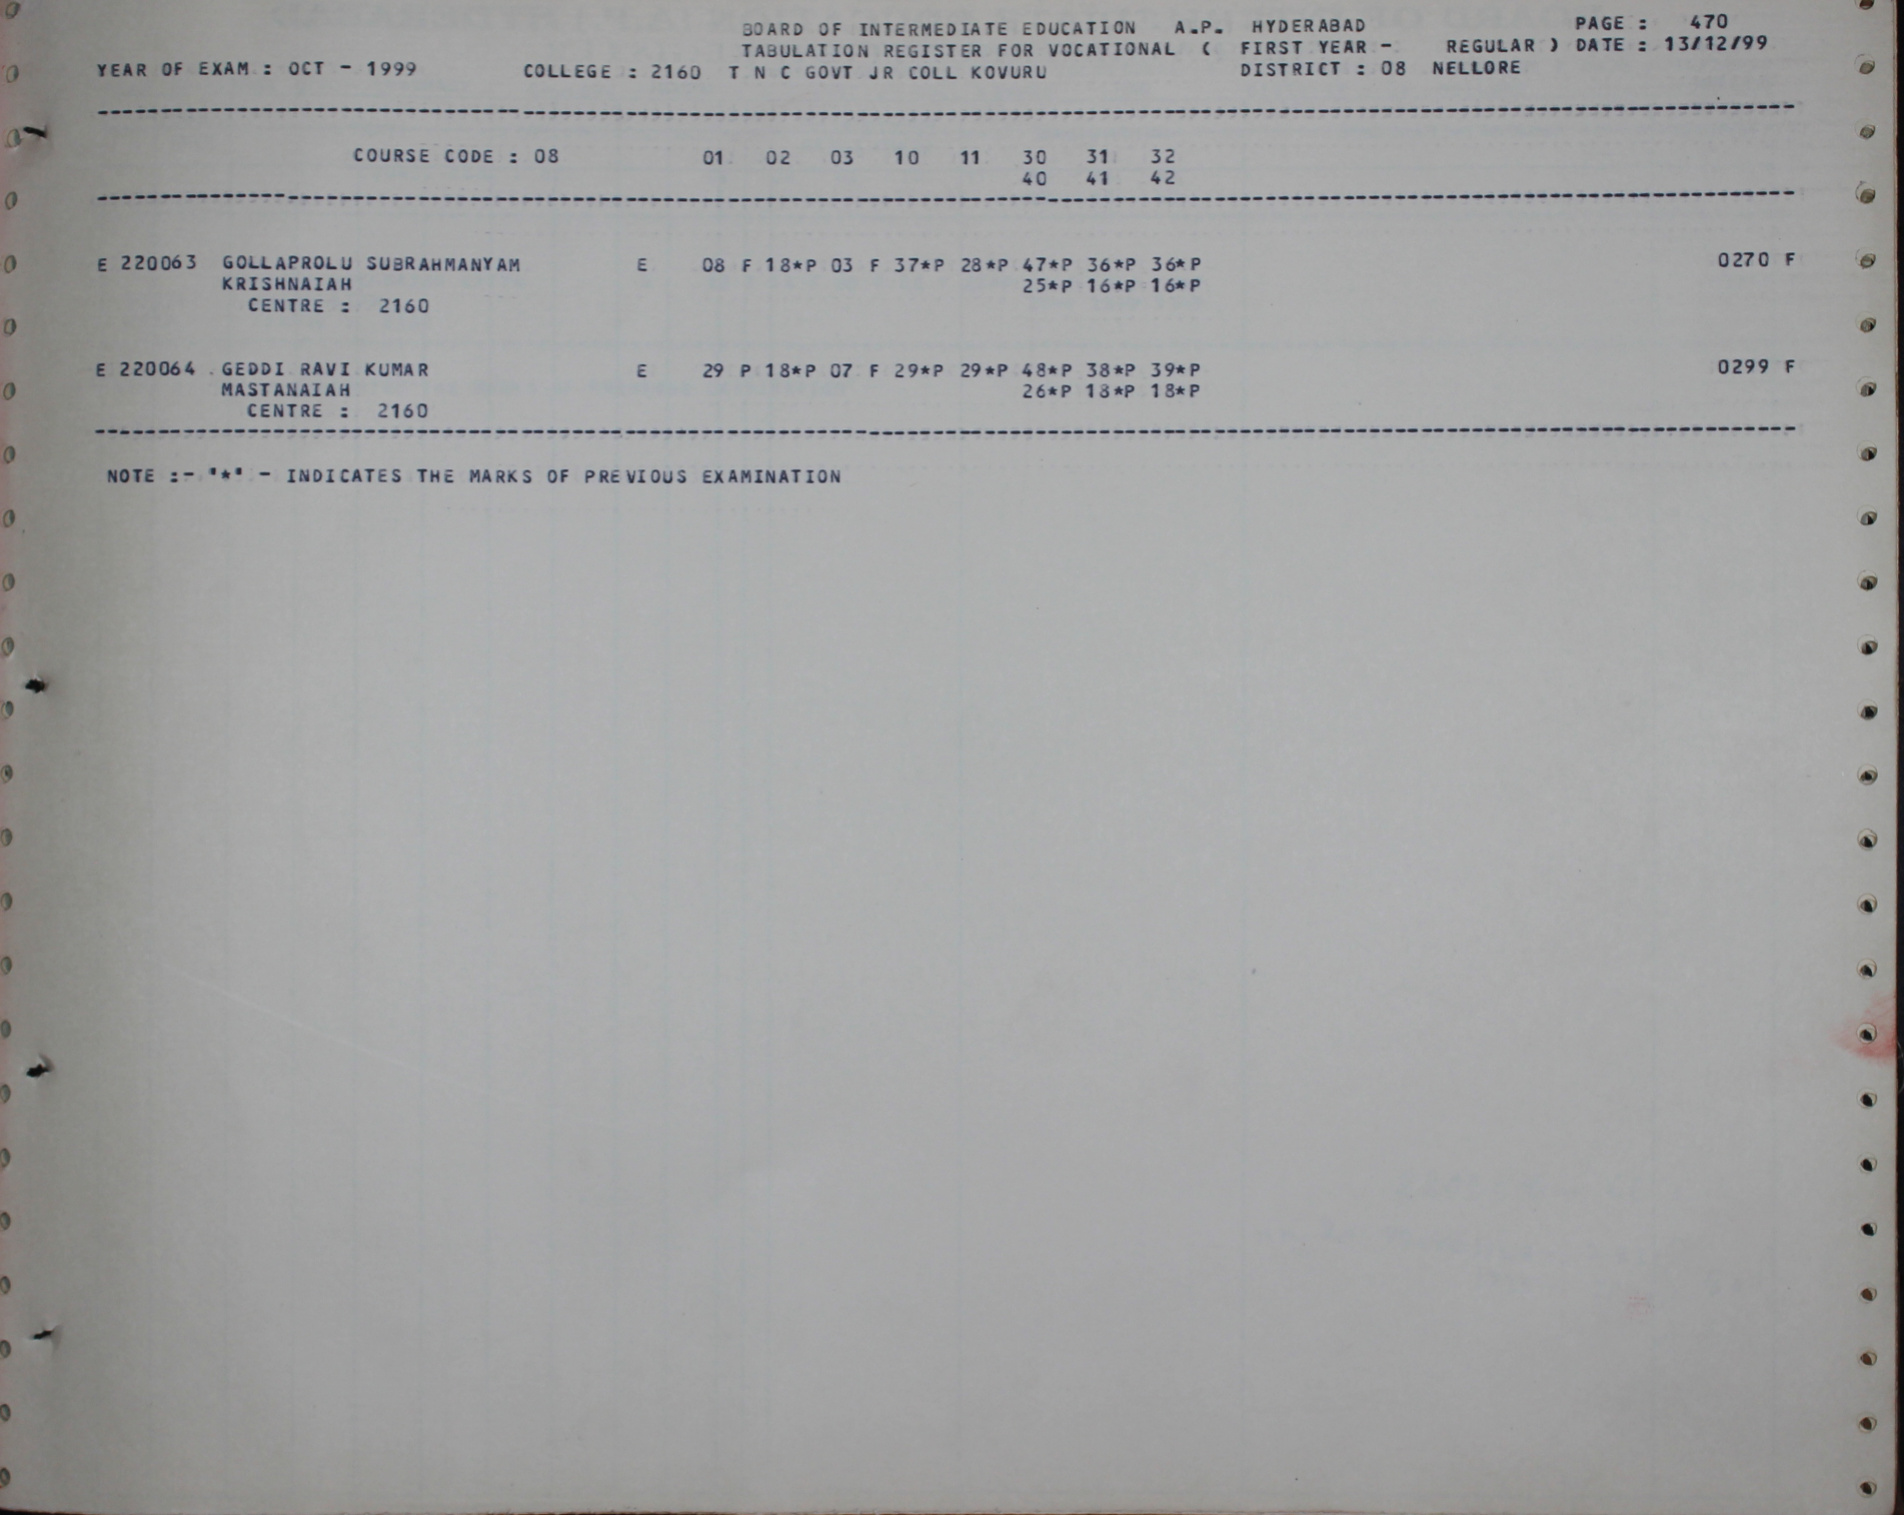 BOARD OF INTERMEDIATE EDUCATION A.P. HYDERABAD PAGE : 470
TABULATION REGISTER FOR VOCATIONAL ( FIRST YEAR - REGULAR ) DATE : 13/12/99
YEAR OF EXAM : OCT - 1999 COLLEGE : 2160 T N C GOVT JR COLL KOVURU DISTRICT : 08 NELLORE
COURSE CODE : 08 01 02 03 10 11 30 31 32
40 41 42
E 220063 GOLLAPROLU SUBRAHMANYAM E 08 F 18*P 03 F 37*P 28*P 47*P 36*P 36*P 0270 F
KRISHNAIAH 25*P 16*P 16*P
CENTRE : 2160
E 220064 GEDDI RAVI KUMAR E 29 P 18*P 07 F 29*P 29*P 48*P 38*P 39*P 0299 F
MASTANAIAH 26*P 18*P 18*P
CENTRE : 2160
NOTE :- "*" - INDICATES THE MARKS OF PREVIOUS EXAMINATION